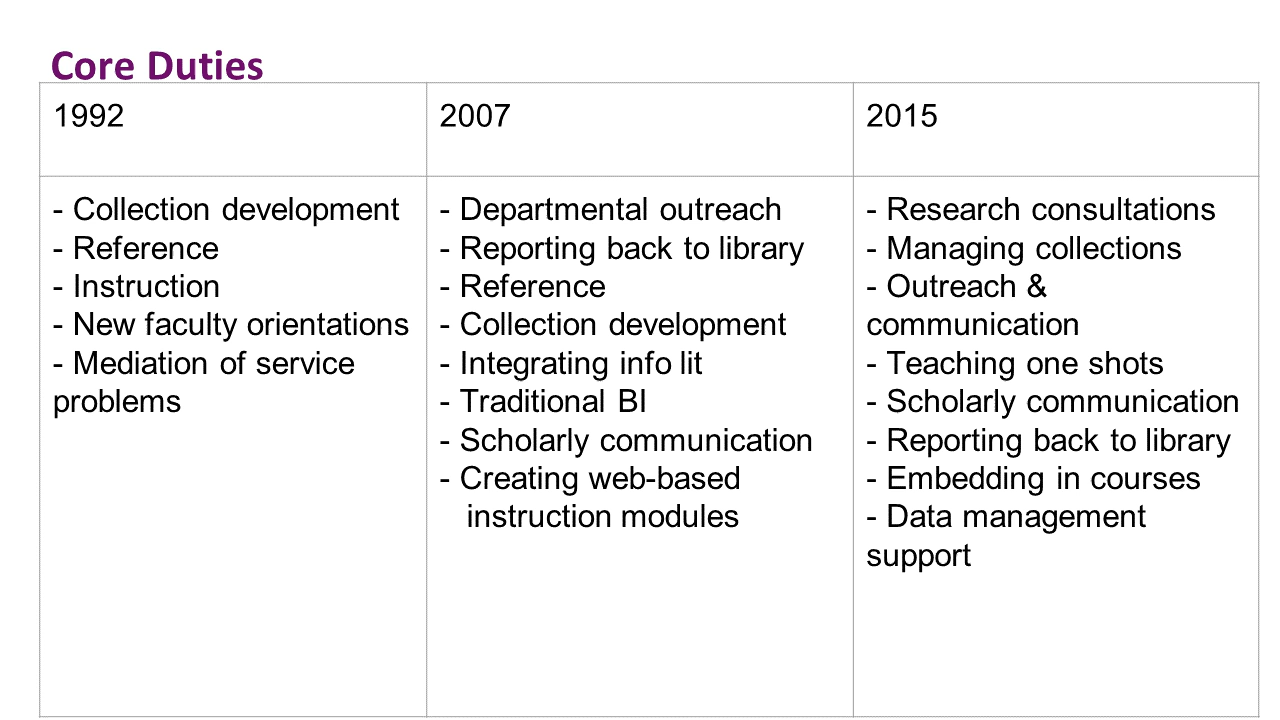 Core Duties
1992
2007
2015
- Collection development
- Reference
- Instruction
- New faculty orientations
- Mediation of service
problems
- Departmental outreach
- Reporting back to library
- Reference
- Collection development
- Integrating info lit
- Traditional BI
- Scholarly communication
- Creating web-based
instruction modules
- Research consultations
- Managing collections
- Outreach &
communication
- Teaching one shots
- Scholarly communication
- Reporting back to library
- Embedding in courses
- Data management
support